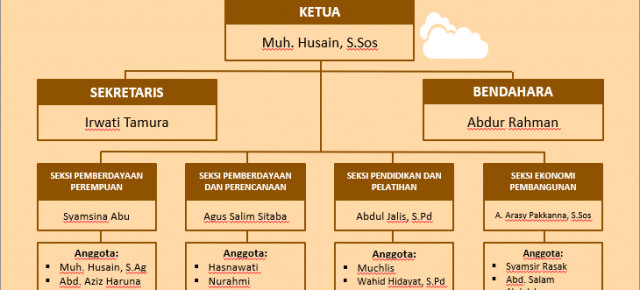 KETUA
Muh. Husain, S.Sos
SEKRETARIS
Irwati Tamura
BENDAHARA
Abdur Rahman
SEKSI PEMBERDAYAAN
PEREMPUAN
Syamsina Abu
SEKSI PEMBERDAYAAN
DAN PERENCANAAN
Agus Salim Sitaba
SEKSI PENDIDIKAN DAN
PELATIHAN
Abdul Jalis, S.Pd
SEKSI EKONOMI
PEMBANGUNAN
A. Arasy Pakkanna, S.Sos
Anggota:
▪ Muh. Husain, S.Ag
▪ Abd. Aziz Haruna
Anggota:
▪ Hasnawati
▪ Nurahmi
Anggota:
▪ Muchlis
▪ Wahid Hidayat, S.Pd
Anggota:
▪ Syamsir Rasak
▪ Abd. Salam